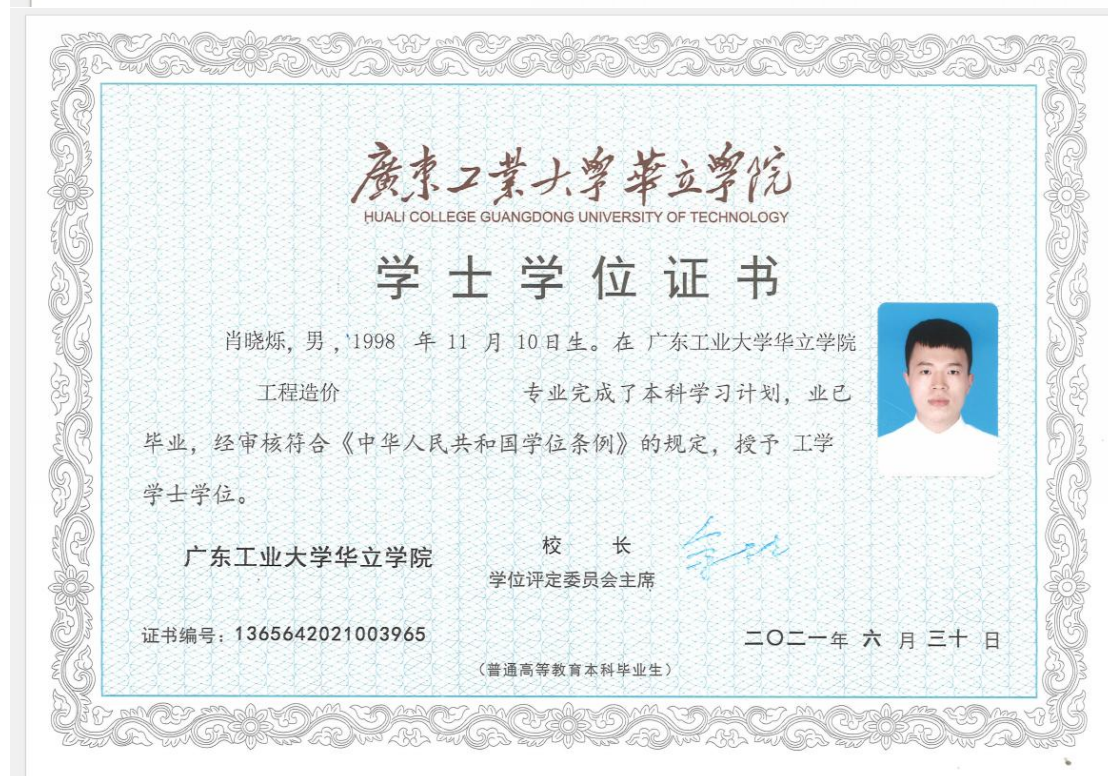 廣東工業大學華立學院
HUALI COLLEGE GUANGDONG UNIVERSITY OF TECHNOLOGY
学士学位证书
肖晓烁, 男 , 1998 年 11 月 10日生。在 广东工业大学华立学院
工程造价 专业完成了本科学习计划, 业已
毕业, 经审核符合《中华人民共和国学位条例》的规定, 授予 工学
学士学位。
广东工业大学华立学院
校 长
学位评定委员会主席
证书编号: 1365642021003965
二〇二一年 六 月 三十 日
(普通高等教育本科毕业生)